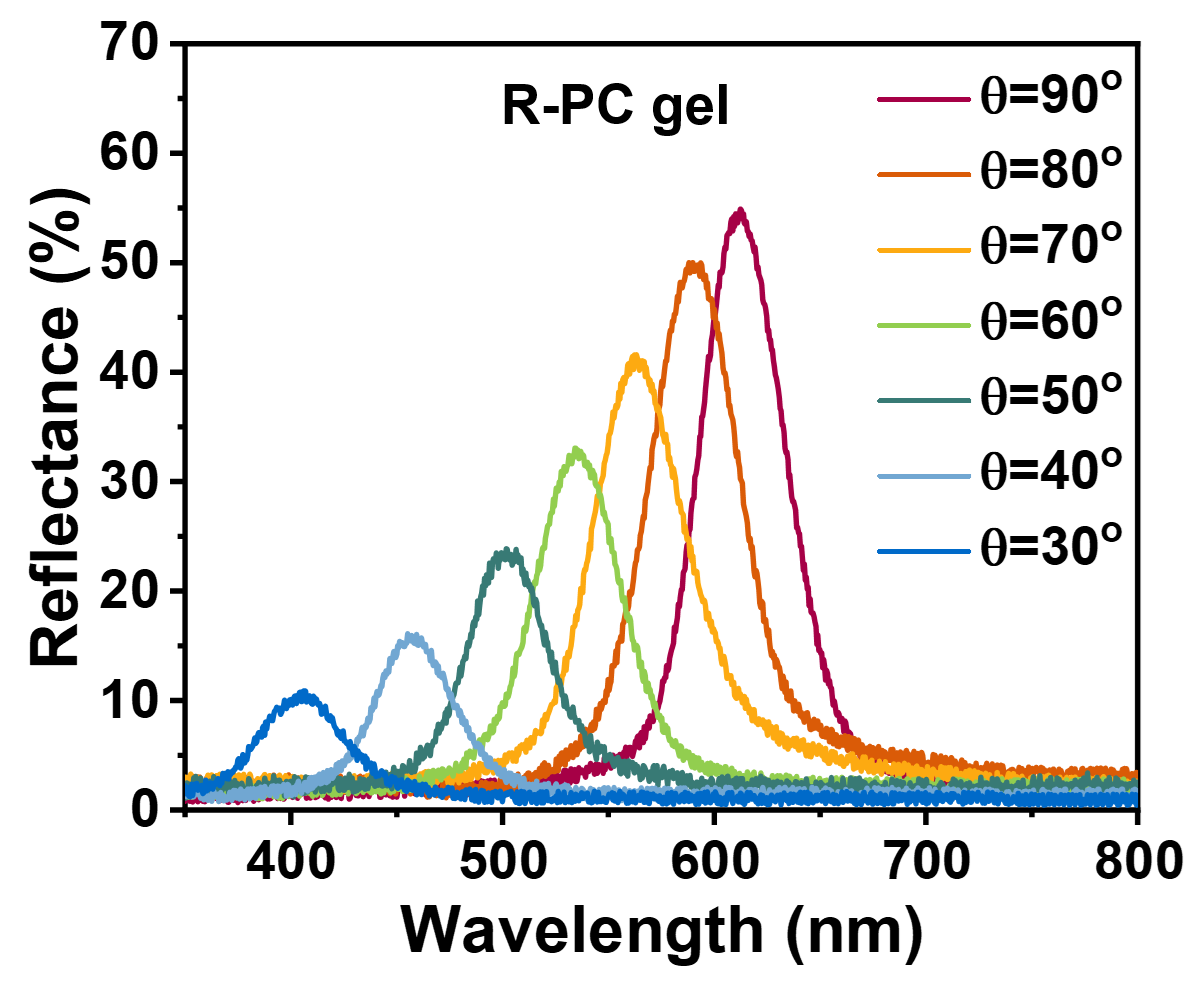 R-PC gel
θ=90°
θ=80°
θ=70°
θ=60°
θ=50°
θ=40°
θ=30°
70
60
50
40
30
20
10
0
Reflectance (%)
400 500 600 700 800
Wavelength (nm)